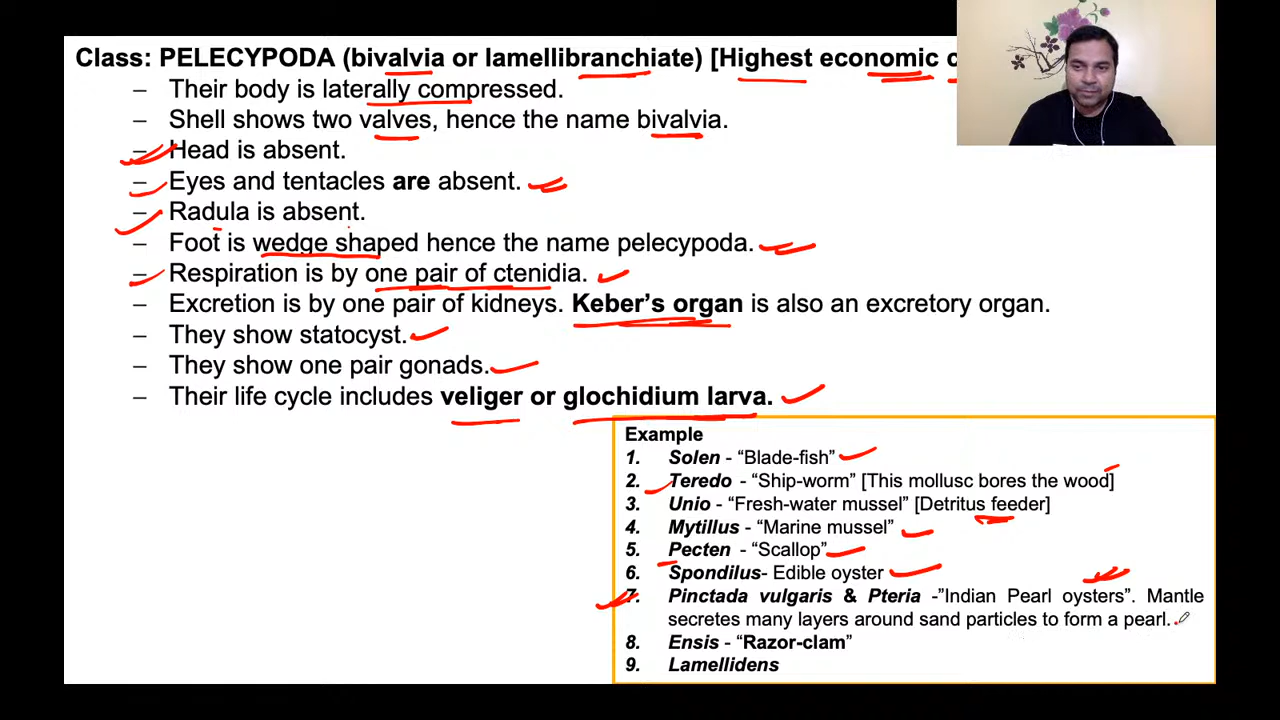 Class: PELECYPODA (bivalvia or lamellibranchiate) [Highest economic
– Their body is laterally compressed.
– Shell shows two valves, hence the name bivalvia.
– Head is absent.
– Eyes and tentacles are absent.
– Radula is absent.
– Foot is wedge shaped hence the name pelecypoda.
– Respiration is by one pair of ctenidia.
– Excretion is by one pair of kidneys. Keber’s organ is also an excretory organ.
– They show statocyst.
– They show one pair gonads.
– Their life cycle includes veliger or glochidium larva.
Example
1. Solen - “Blade-fish”
2. Teredo - “Ship-worm” [This mollusc bores the wood]
3. Unio - “Fresh-water mussel” [Detritus feeder]
4. Mytillus - “Marine mussel”
5. Pecten - “Scallop”
6. Spondilus- Edible oyster
7. Pinctada vulgaris & Pteria -”Indian Pearl oysters”. Mantle
secretes many layers around sand particles to form a pearl.
8. Ensis - “Razor-clam”
9. Lamellidens